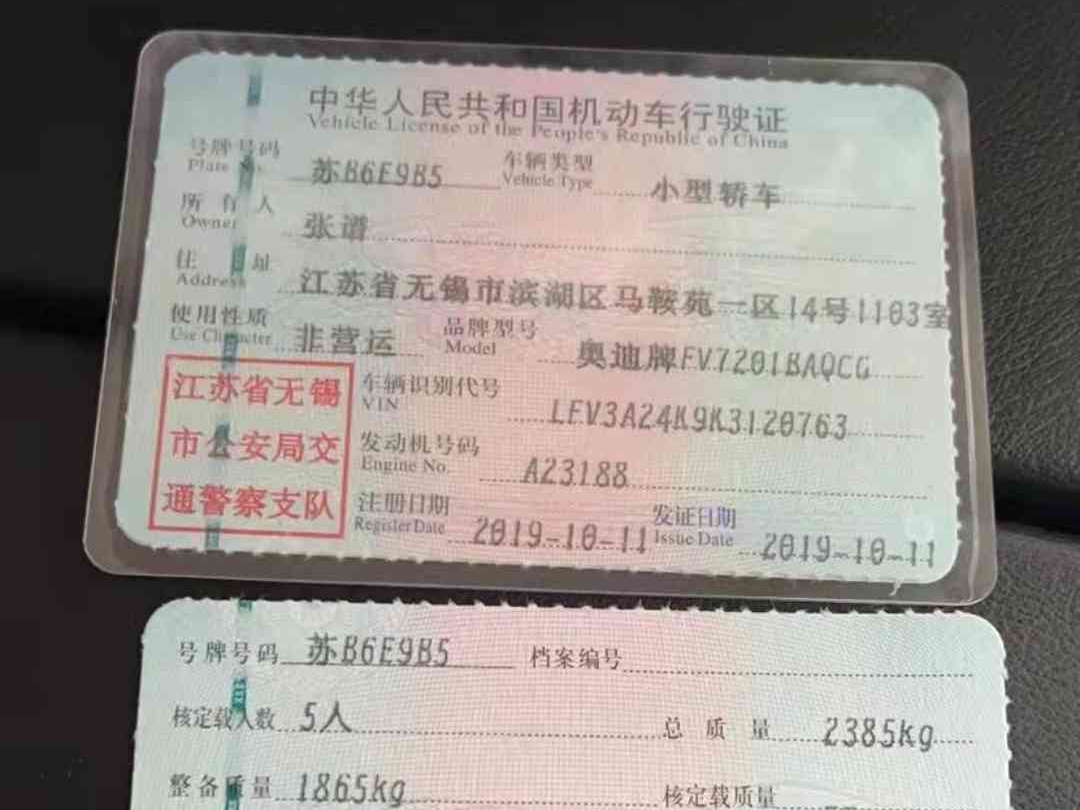 中华人民共和国机动车行驶证
Vehicle License of the People's Republic of China
号牌号码 苏B6E9B5 车辆类型 小型轿车
Plate No. Vehicle Type
所有人 张谱
Owner
住址 江苏省无锡市滨湖区马鞍苑一区14号1103室
Address
使用性质 非营运 品牌型号 奥迪牌FV7201BAQCG
Use Character Model
江苏省无锡
市公安局交
通警察支队
车辆识别代号 LFV3A24K9K3120763
VIN
发动机号码 A23188
Engine No.
注册日期 2019-10-11 发证日期 2019-10-11
Register Date Issue Date
号牌号码 苏B6E9B5 档案编号
核定载人数 5人 总质量 2385kg
整备质量 1865kg 核定载质量